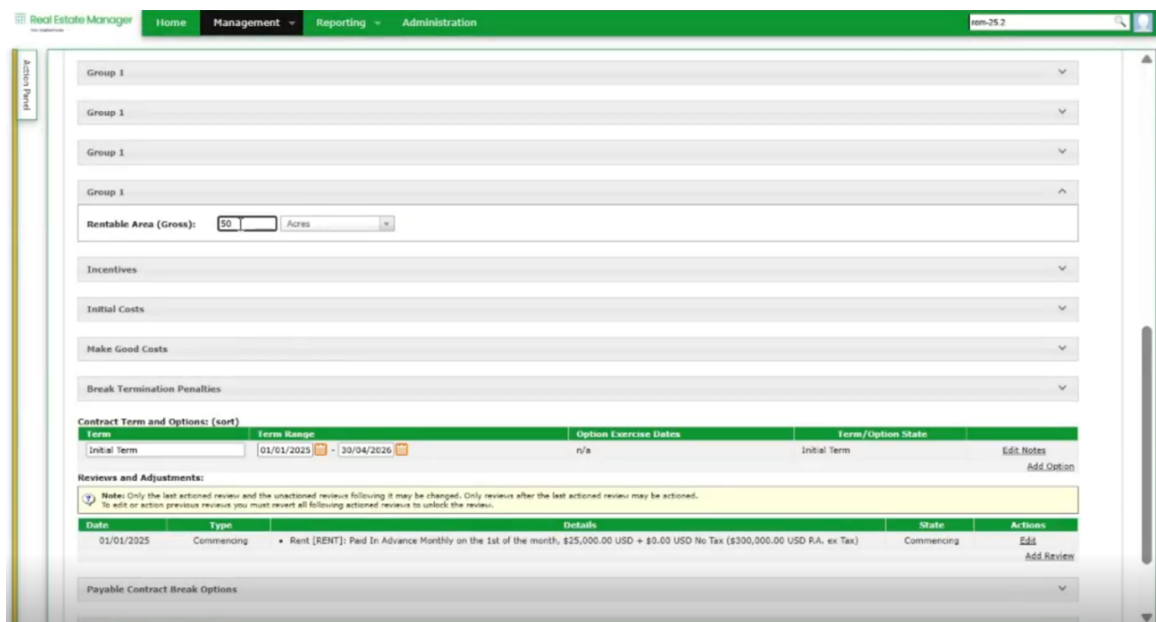 Real Estate Manager
Home Management Reporting Administration
rem-25.2
Action Panel
Group 1
Group 1
Group 1
Group 1
Rentable Area (Gross): 50 Acres
Incentives
Initial Costs
Make Good Costs
Break Termination Penalties
Contract Term and Options: (sort)
Term Term Range Option Exercise Dates Term/Option State
Initial Term 01/01/2025 - 30/04/2026 n/a Initial Term Edit Notes
Add Option
Reviews and Adjustments:
Note: Only the last actioned review and the unactioned reviews following it may be changed. Only reviews after the last actioned review may be actioned.
To edit or action previous reviews you must revert all following actioned reviews to unlock the review.
Date Type Details State Actions
01/01/2025 Commencing • Rent [RENT]: Paid In Advance Monthly on the 1st of the month, $25,000.00 USD + $0.00 USD No Tax ($300,000.00 USD P.A. ex Tax) Commencing Edit
Add Review
Payable Contract Break Options